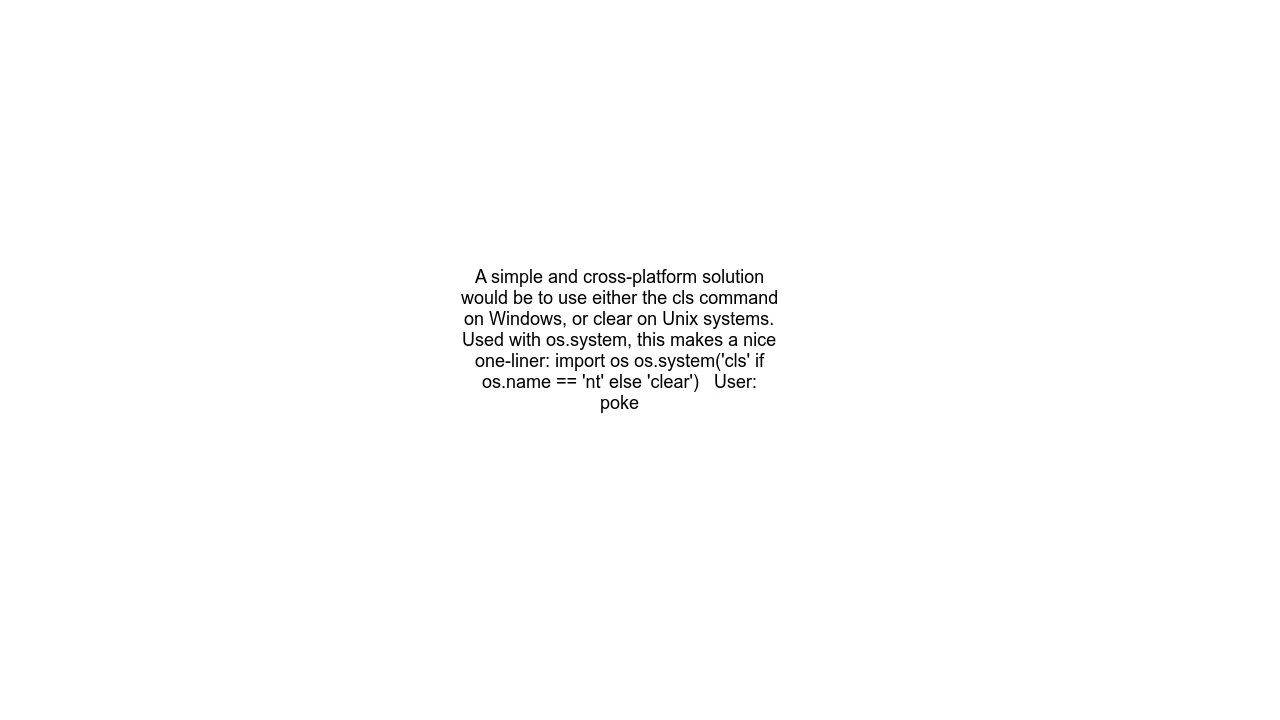 A simple and cross-platform solution
would be to use either the cls command
on Windows, or clear on Unix systems.
Used with os.system, this makes a nice
one-liner: import os os.system('cls' if
os.name == 'nt' else 'clear')   User:
poke